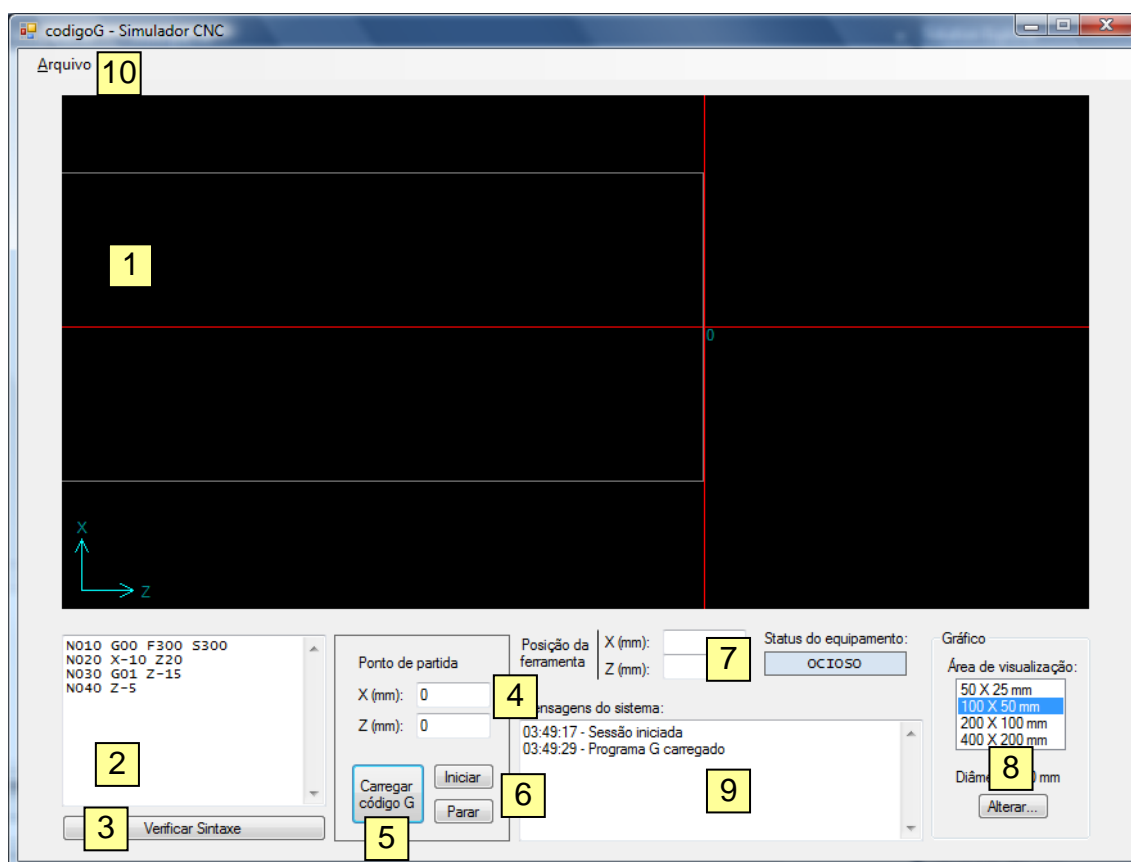 codigoG - Simulador CNC
Arquivo
10
1
0
X
Z
N010 G00 F300 S300
N020 X-10 Z20
N030 G01 Z-15
N040 Z-5
2
3
Verificar Sintaxe
Ponto de partida
X (mm): 0
Z (mm): 0
4
Carregar
código G
Iniciar
Parar
5
6
Posição da
ferramenta
X (mm):
Z (mm):
7
Status do equipamento:
OCIOSO
do sistema:
03:49:17 - Sessão iniciada
03:49:29 - Programa G carregado
9
Gráfico
Área de visualização:
50 X 25 mm
100 X 50 mm
200 X 100 mm
400 X 200 mm
8
mm
Alterar...